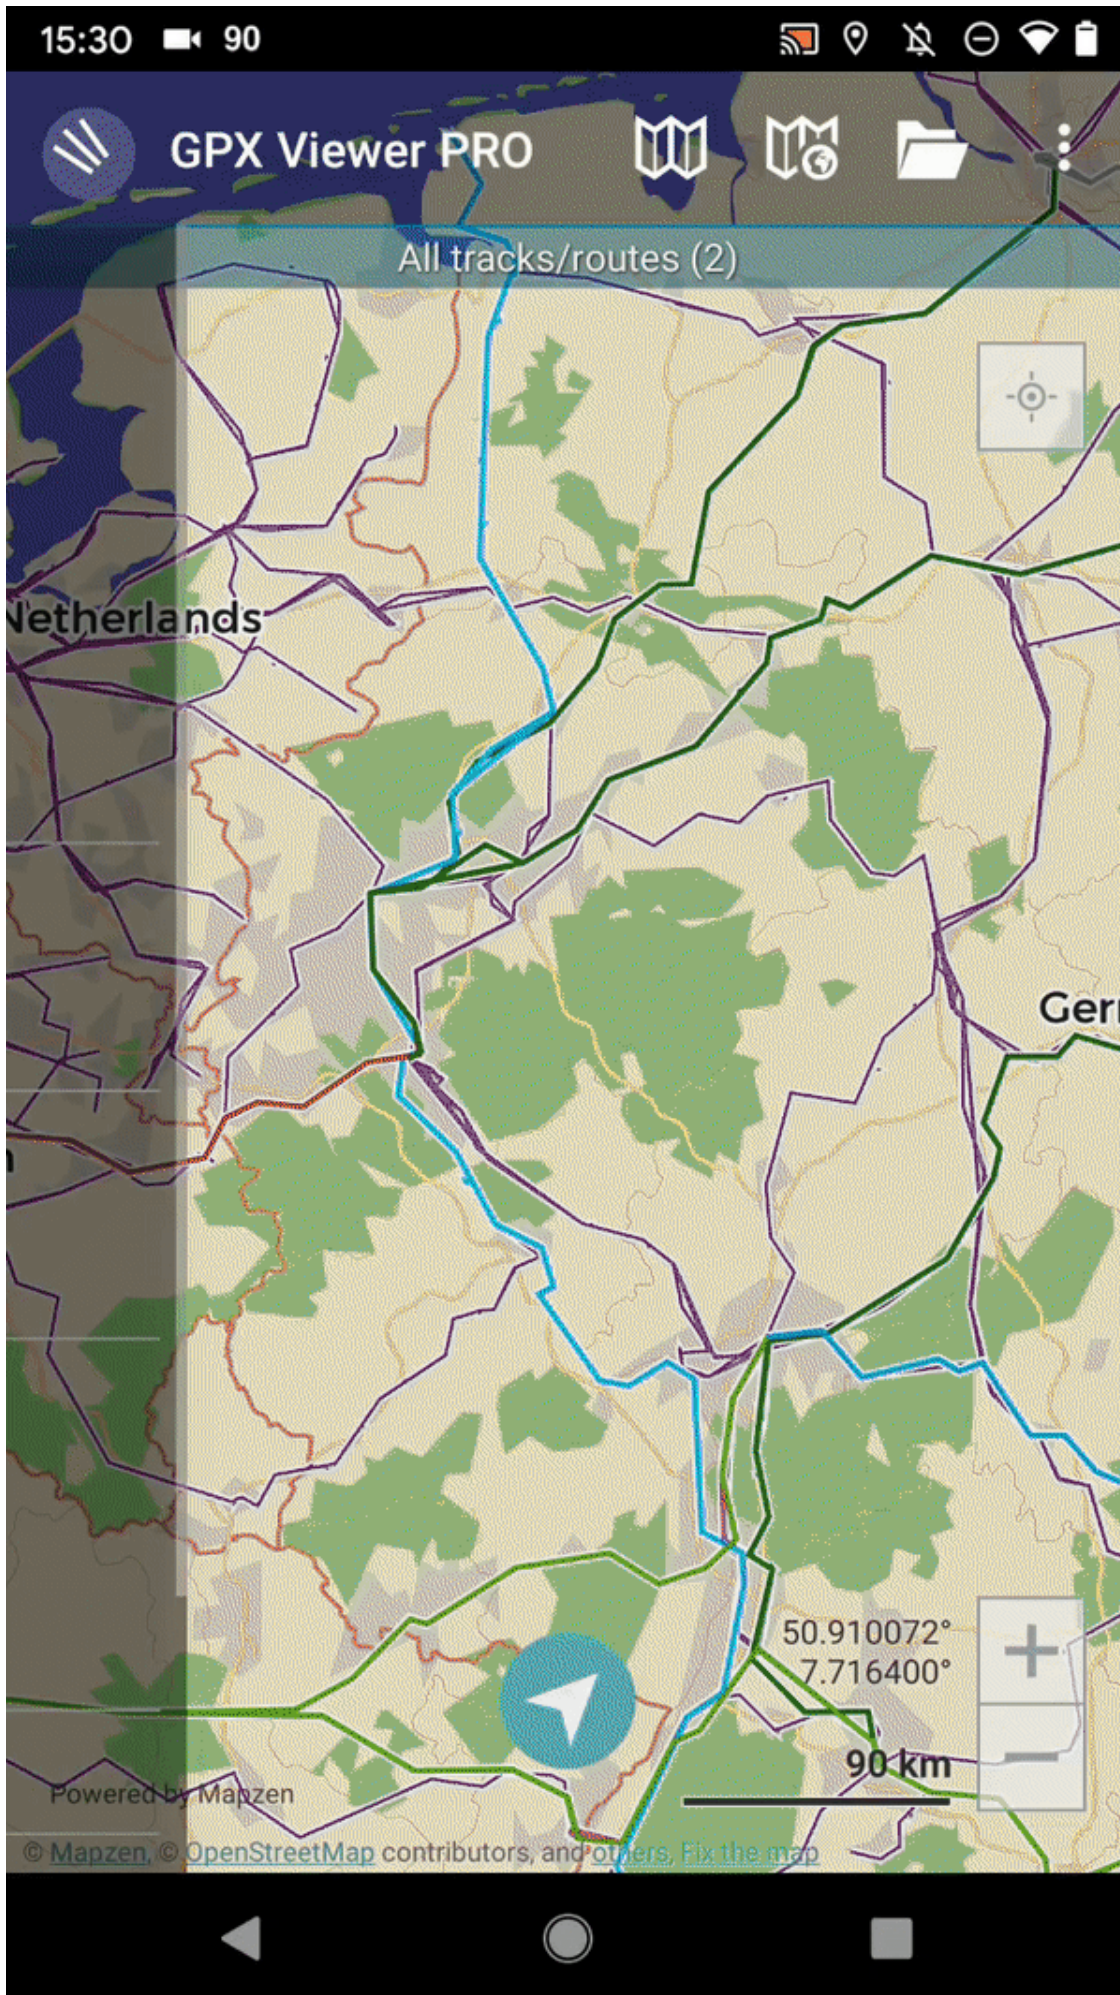 15:30 90
GPX Viewer PRO
All tracks/routes (2)
Netherlands
Ger
50.910072°
7.716400°
90 km
Powered by Mapzen
© Mapzen, © OpenStreetMap contributors, and others, Fix the map